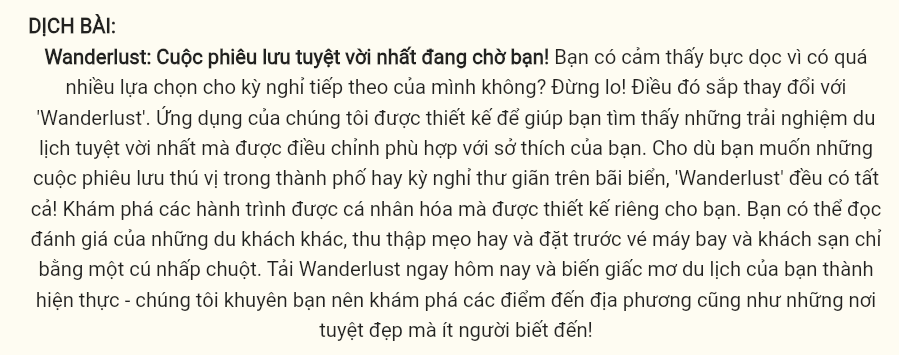 DỊCH BÀI:
Wanderlust: Cuộc phiêu lưu tuyệt vời nhất đang chờ bạn! Bạn có cảm thấy bực dọc vì có quá
nhiều lựa chọn cho kỳ nghỉ tiếp theo của mình không? Đừng lo! Điều đó sắp thay đổi với
'Wanderlust'. Ứng dụng của chúng tôi được thiết kế để giúp bạn tìm thấy những trải nghiệm du
lịch tuyệt vời nhất mà được điều chỉnh phù hợp với sở thích của bạn. Cho dù bạn muốn những
cuộc phiêu lưu thú vị trong thành phố hay kỳ nghỉ thư giãn trên bãi biển, 'Wanderlust' đều có tất
cả! Khám phá các hành trình được cá nhân hóa mà được thiết kế riêng cho bạn. Bạn có thể đọc
đánh giá của những du khách khác, thu thập mẹo hay và đặt trước vé máy bay và khách sạn chỉ
bằng một cú nhấp chuột. Tải Wanderlust ngay hôm nay và biến giấc mơ du lịch của bạn thành
hiện thực - chúng tôi khuyên bạn nên khám phá các điểm đến địa phương cũng như những nơi
tuyệt đẹp mà ít người biết đến!